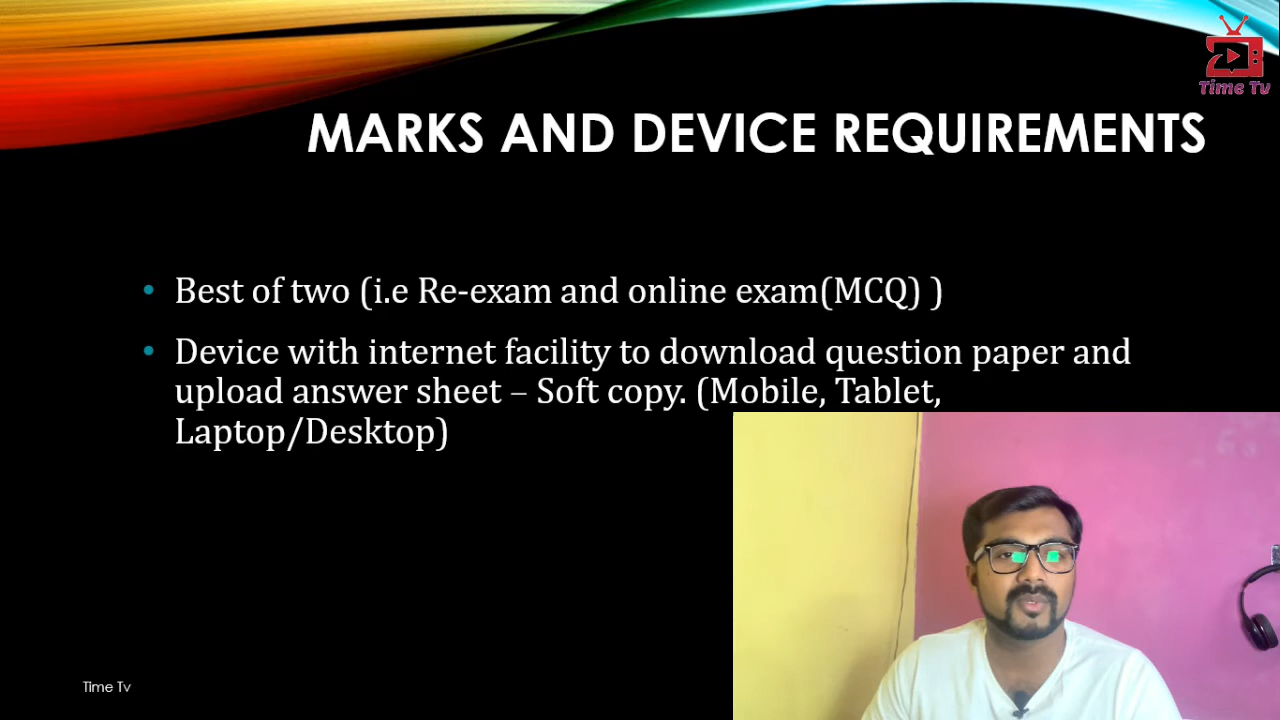 Time Tv
MARKS AND DEVICE REQUIREMENTS
• Best of two (i.e Re-exam and online exam(MCQ) )
• Device with internet facility to download question paper and
upload answer sheet – Soft copy. (Mobile, Tablet,
Laptop/Desktop)
Time Tv